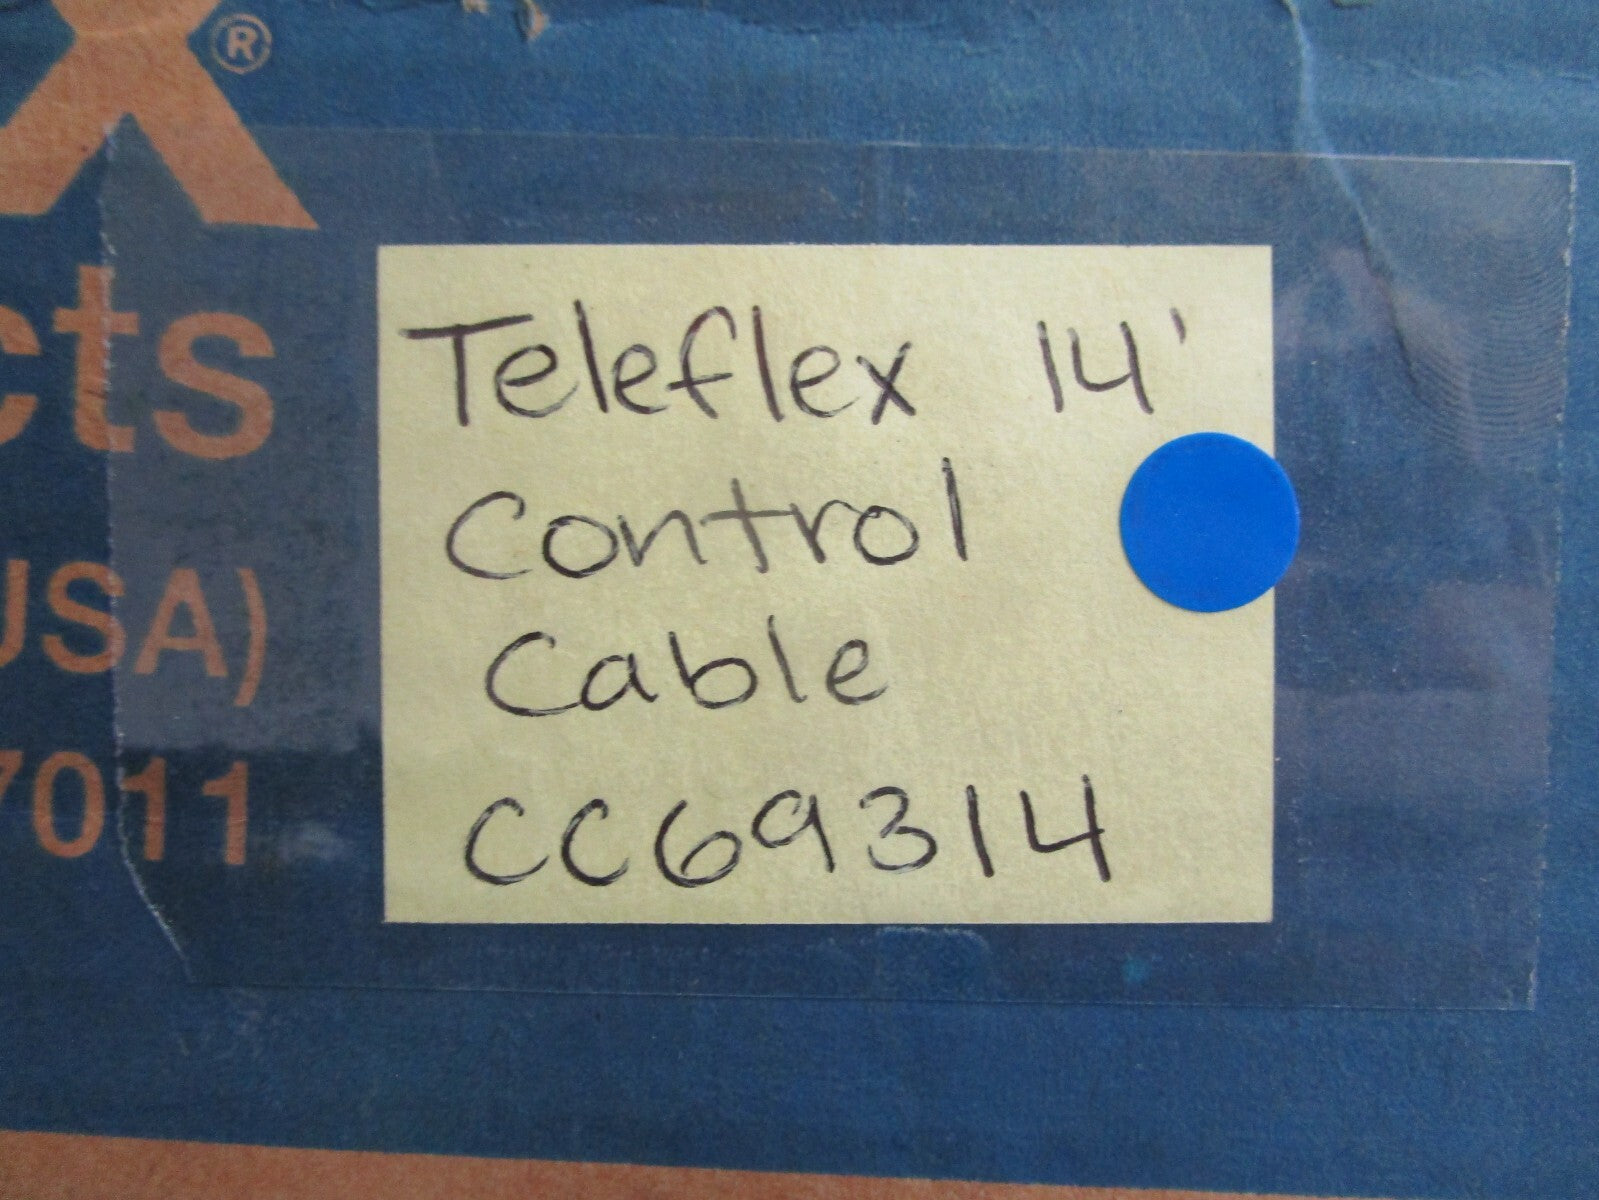 X®
cts
USA)
7011
Teleflex 14'
Control
Cable
CC69314